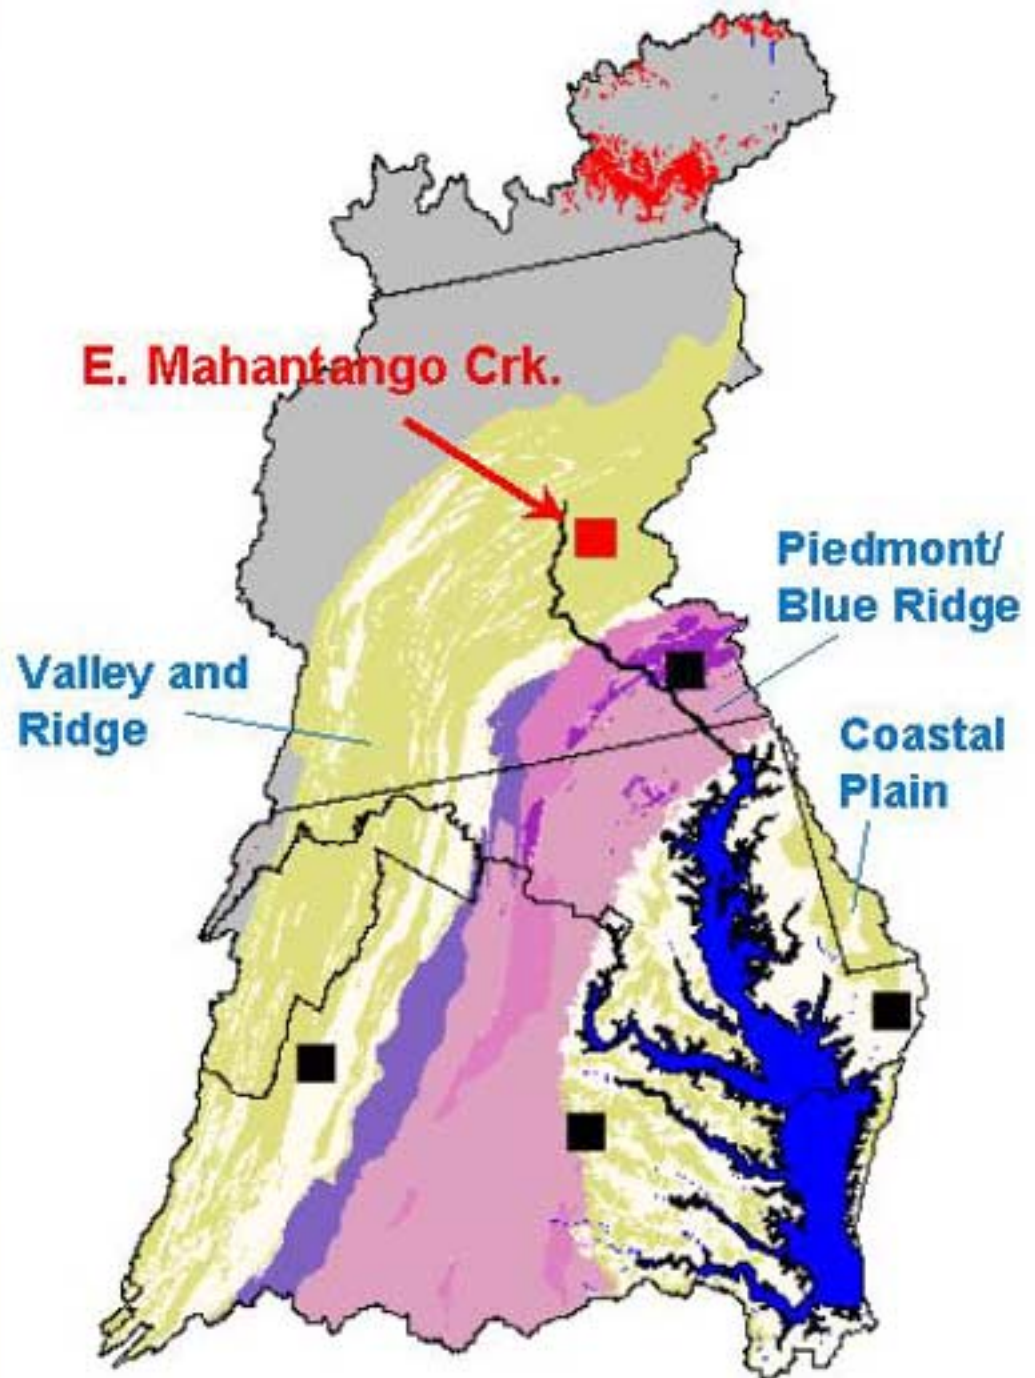 E. Mahantango Crk.
Piedmont/
Blue Ridge
Valley and
Ridge
Coastal
Plain